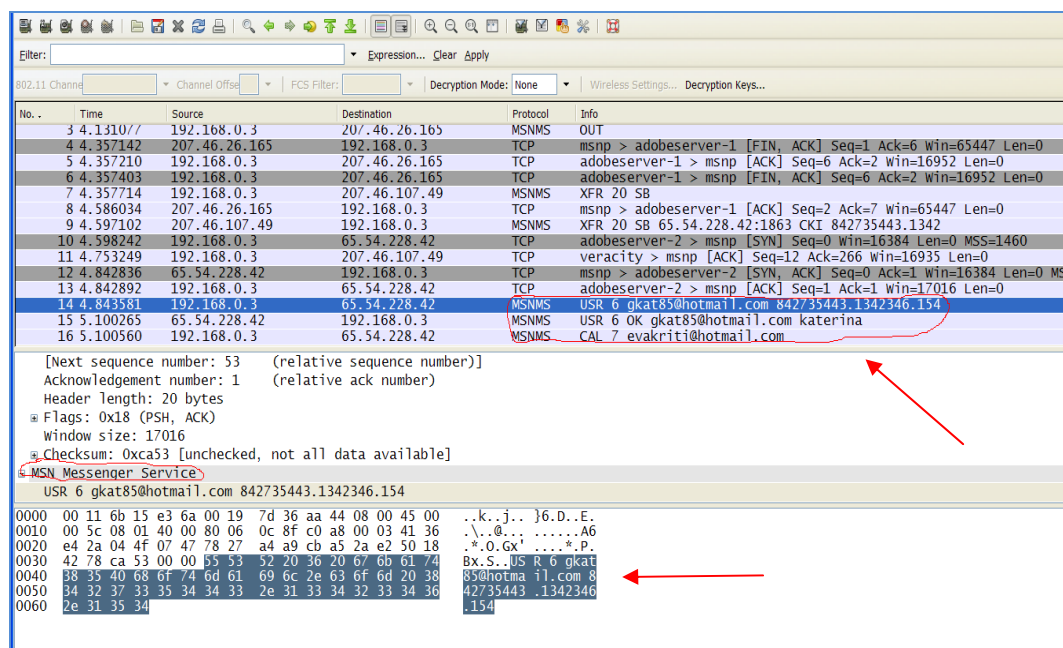 Filter: Expression... Clear Apply
802.11 Channe Channel Offse FCS Filter: Decryption Mode: None Wireless Settings... Decryption Keys...
No. . Time Source Destination Protocol Info
3 4.131077 192.168.0.3 207.46.26.165 MSNMS OUT
4 4.357142 207.46.26.165 192.168.0.3 TCP msnp > adobeserver-1 [FIN, ACK] Seq=1 Ack=6 Win=65447 Len=0
5 4.357210 192.168.0.3 207.46.26.165 TCP adobeserver-1 > msnp [ACK] Seq=6 Ack=2 Win=16952 Len=0
6 4.357403 192.168.0.3 207.46.26.165 TCP adobeserver-1 > msnp [FIN, ACK] Seq=6 Ack=2 Win=16952 Len=0
7 4.357714 192.168.0.3 207.46.107.49 MSNMS XFR 20 SB
8 4.586034 207.46.26.165 192.168.0.3 TCP msnp > adobeserver-1 [ACK] Seq=2 Ack=7 Win=65447 Len=0
9 4.597102 207.46.107.49 192.168.0.3 MSNMS XFR 20 SB 65.54.228.42:1863 CKI 842735443.1342
10 4.598242 192.168.0.3 65.54.228.42 TCP adobeserver-2 > msnp [SYN] Seq=0 Win=16384 Len=0 MSS=1460
11 4.753249 192.168.0.3 207.46.107.49 TCP veracity > msnp [ACK] Seq=12 Ack=266 Win=16935 Len=0
12 4.842836 65.54.228.42 192.168.0.3 TCP msnp > adobeserver-2 [SYN, ACK] Seq=0 Ack=1 Win=16384 Len=0 MS
13 4.842892 192.168.0.3 65.54.228.42 TCP adobeserver-2 > msnp [ACK] Seq=1 Ack=1 Win=17016 Len=0
14 4.843581 192.168.0.3 65.54.228.42 MSNMS USR 6 gkat85@hotmail.com 842735443.1342346.154
15 5.100265 65.54.228.42 192.168.0.3 MSNMS USR 6 OK gkat85@hotmail.com katerina
16 5.100560 192.168.0.3 65.54.228.42 MSNMS CAL 7 evakriti@hotmail.com
[Next sequence number: 53 (relative sequence number)]
Acknowledgement number: 1 (relative ack number)
Header length: 20 bytes
Flags: 0x18 (PSH, ACK)
Window size: 17016
Checksum: 0xca53 [unchecked, not all data available]
MSN Messenger Service
USR 6 gkat85@hotmail.com 842735443.1342346.154
0000 00 11 6b 15 e3 6a 00 19 7d 36 aa 44 08 00 45 00 ..k..j.. }6.D..E.
0010 00 5c 08 01 40 00 80 06 0c 8f c0 a8 00 03 41 36 .\..@... ......A6
0020 e4 2a 04 4f 07 47 78 27 a4 a9 cb a5 2a e2 50 18 .*.O.Gx' ....*.P.
0030 42 78 ca 53 00 00 55 53 52 20 36 20 67 6b 61 74 Bx.S..US R 6 gkat
0040 38 35 40 68 6f 74 6d 61 69 6c 2e 63 6f 6d 20 38 85@hotma il.com 8
0050 34 32 37 33 35 34 34 33 2e 31 33 34 32 33 34 36 42735443 .1342346
0060 2e 31 35 34 .154